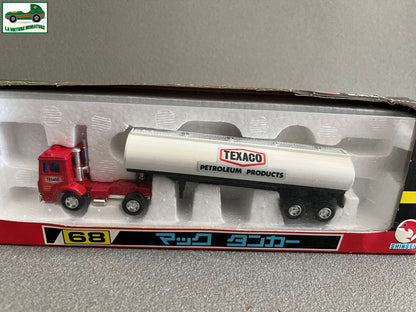 LA VOITURE MINIATURE
TEXACO
TEXACO
PETROLEUM PRODUCTS
68 マック タンカー
SHINSEI